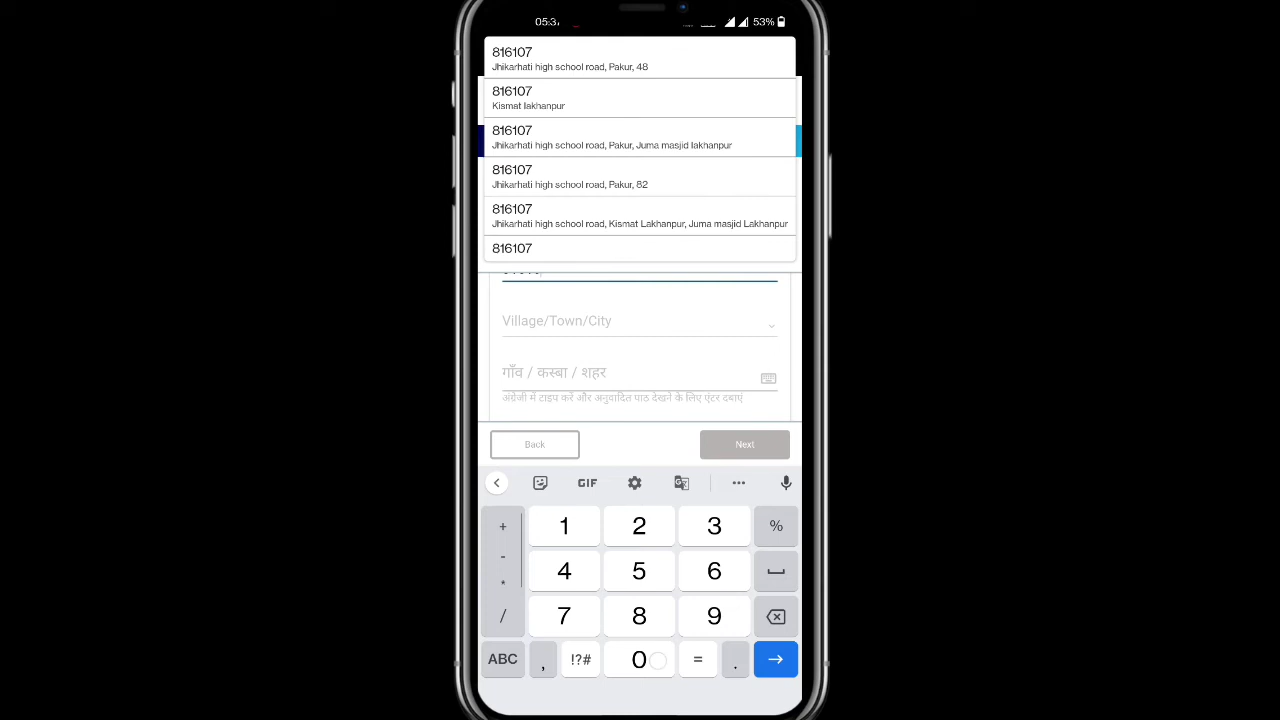 05:37
53%
816107
Jhikarhati high school road, Pakur, 48
816107
Kismat lakhanpur
816107
Jhikarhati high school road, Pakur, Juma masjid lakhanpur
816107
Jhikarhati high school road, Pakur, 62
816107
Jhikarhati high school road, Kismat Lakhanpur, Juma masjid Lakhanpur
816107
Village/Town/City
गाँव / कस्बा / शहर
अंग्रेजी में टाइप करें और अनुवादित पाठ देखने के लिए एंटर दबाएं
Back
Next
GIF
+ 1 2 3 %
- 4 5 6
*
/ 7 8 9
ABC , !?# 0 = .